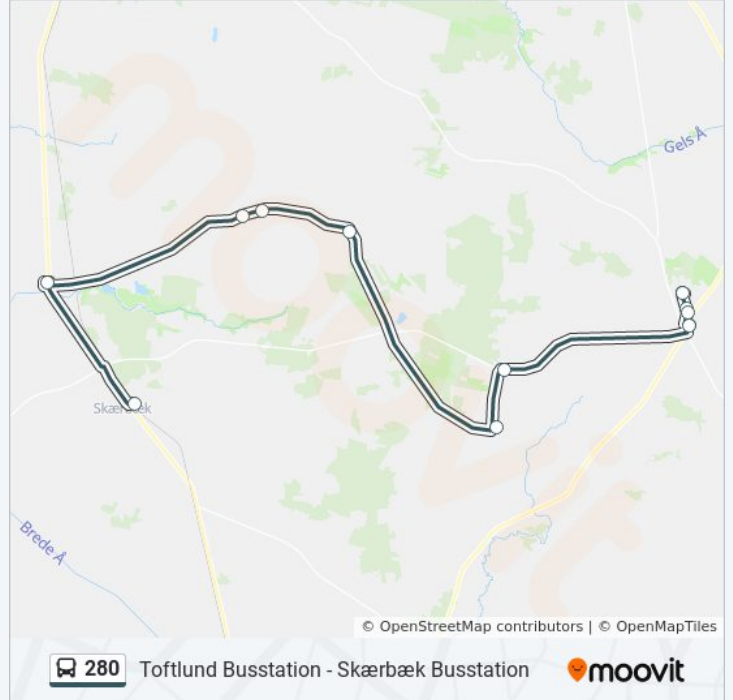 Gels Å
Skærbæk
Brede Å
© OpenStreetMap contributors | © OpenMapTiles
280 Toftlund Busstation - Skærbæk Busstation moovit